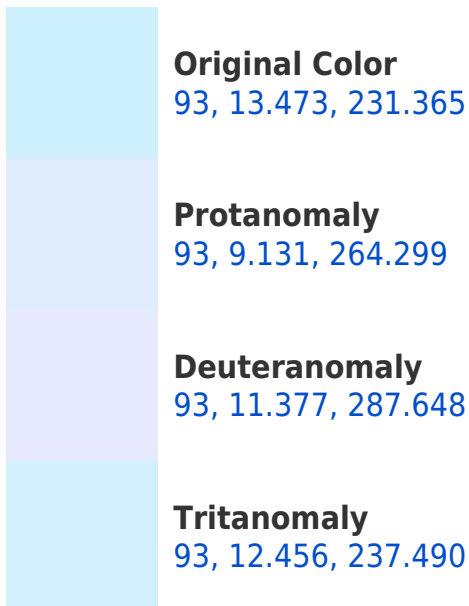 Original Color
93, 13.473, 231.365
Protanomaly
93, 9.131, 264.299
Deuteranomaly
93, 11.377, 287.648
Tritanomaly
93, 12.456, 237.490